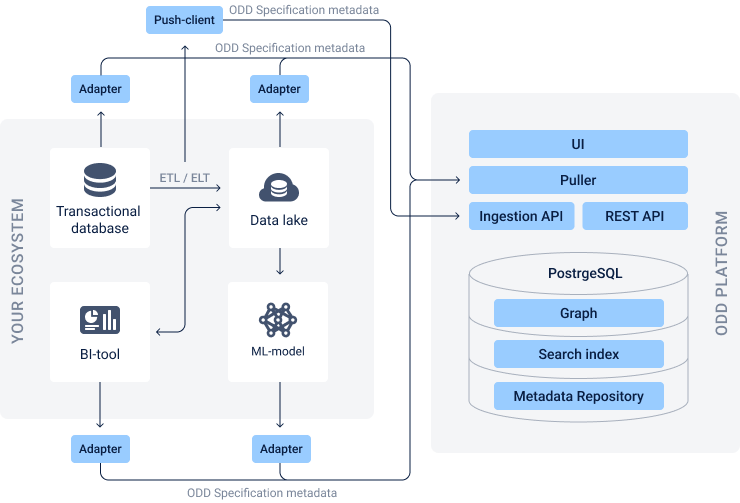 Push-client
ODD Specification metadata
ODD Specification metadata
Adapter
Adapter
YOUR ECOSYSTEM
Transactional
database
ETL / ELT
Data lake
BI-tool
ML-model
Adapter
Adapter
ODD Specification metadata
UI
Puller
Ingestion API
REST API
PostrgeSQL
Graph
Search index
Metadata Repository
ODD PLATFORM